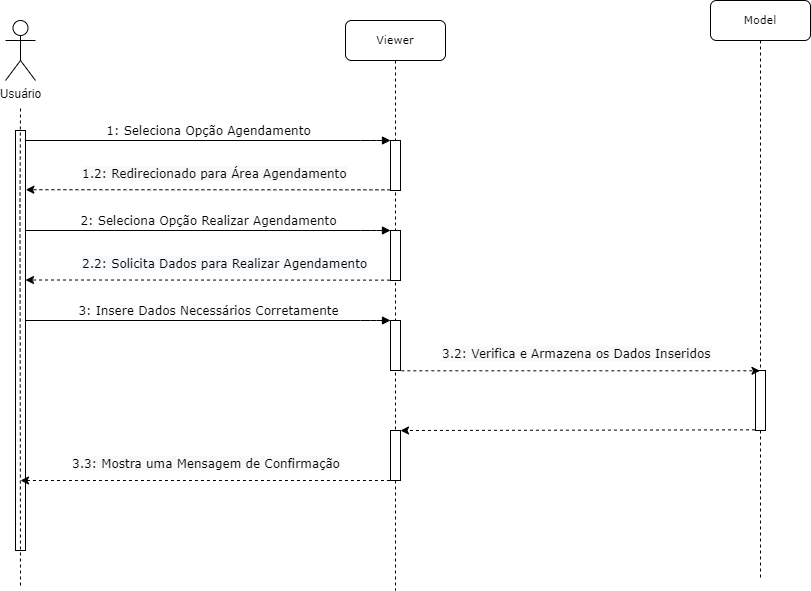 Model
Viewer
Usuário
1: Seleciona Opção Agendamento
1.2: Redirecionado para Área Agendamento
2: Seleciona Opção Realizar Agendamento
2.2: Solicita Dados para Realizar Agendamento
3: Insere Dados Necessários Corretamente
3.2: Verifica e Armazena os Dados Inseridos
3.3: Mostra uma Mensagem de Confirmação